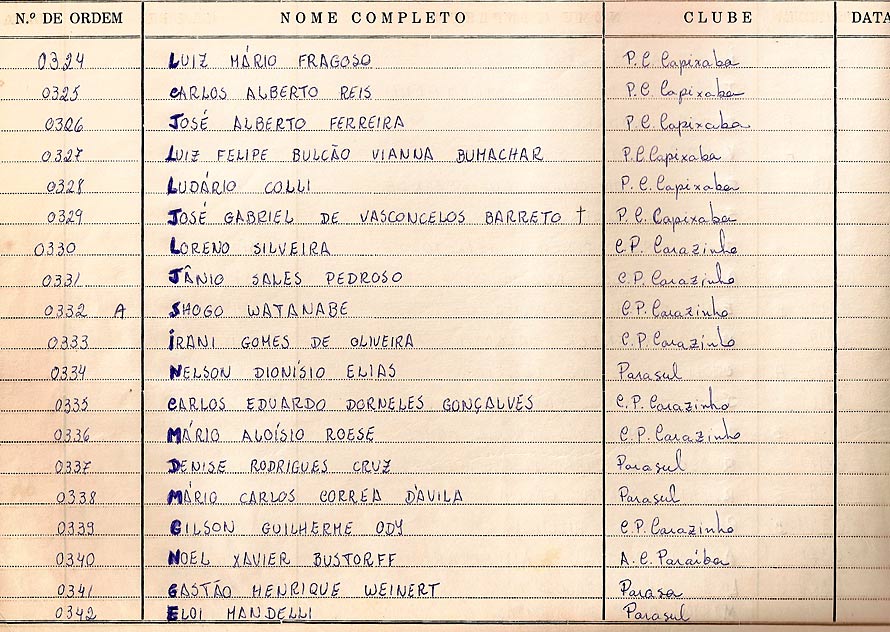 N.º DE ORDEM NOME COMPLETO CLUBE DATA
0324 LUIZ MÁRIO FRAGOSO P.C. Capixaba
0325 CARLOS ALBERTO REIS P.C. Capixaba
0326 JOSÉ ALBERTO FERREIRA P.C. Capixaba
0327 LUIZ FELIPE BULCÃO VIANNA BUMACHAR P.C. Capixaba
0328 LUDÁRIO COLLI P.C. Capixaba
0329 JOSÉ GABRIEL DE VASCONCELOS BARRETO † P.C. Capixaba
0330 LORENO SILVEIRA C.P. Carazinho
0331 JÂNIO SALES PEDROSO C.P. Carazinho
0332 A SHOGO WATANABE C.P. Carazinho
0333 IRANI GOMES DE OLIVEIRA C.P. Carazinho
0334 NELSON DIONÍSIO ELIAS Parasul
0335 CARLOS EDUARDO DORNELES GONÇALVES C.P. Carazinho
0336 MÁRIO ALOÍSIO ROESE C.P. Carazinho
0337 DENISE RODRIGUES CRUZ Parasul
0338 MÁRIO CARLOS CORREA D'AVILA Parasul
0339 GILSON GUILHERME ODY C.P. Carazinho
0340 NOEL XAVIER BUSTORFF A.C. Paraiba
0341 GASTÃO HENRIQUE WEINERT Parasa
0342 ELOI MANDELLI Parasul